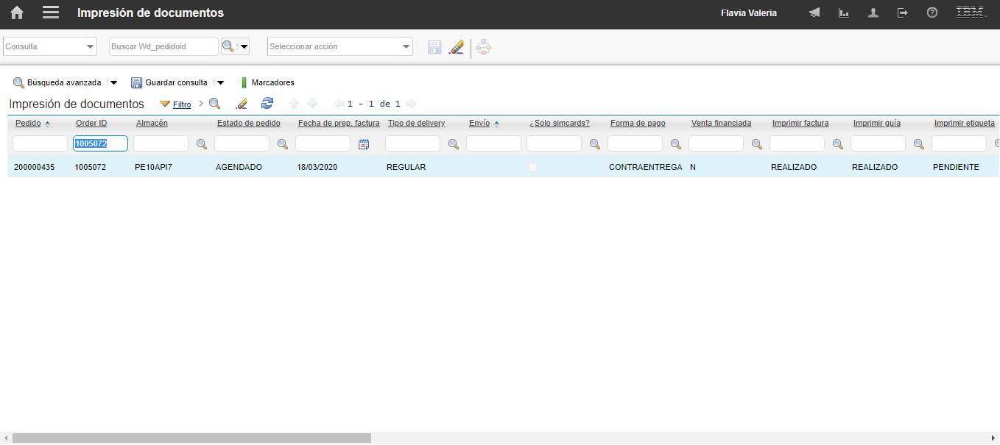 Impresión de documentos Flavia Valeria IBM.
Consulta Buscar Wd_pedidoid Seleccionar acción
Búsqueda avanzada Guardar consulta Marcadores
Impresión de documentos Filtro 1 - 1 de 1
Pedido Order ID Almacén Estado de pedido Fecha de prep. factura Tipo de delivery Envío ¿Solo simcards? Forma de pago Venta financiada Imprimir factura Imprimir guía Imprimir etiqueta
1005072
200000435 1005072 PE10API7 AGENDADO 18/03/2020 REGULAR CONTRAENTREGA N REALIZADO REALIZADO PENDIENTE